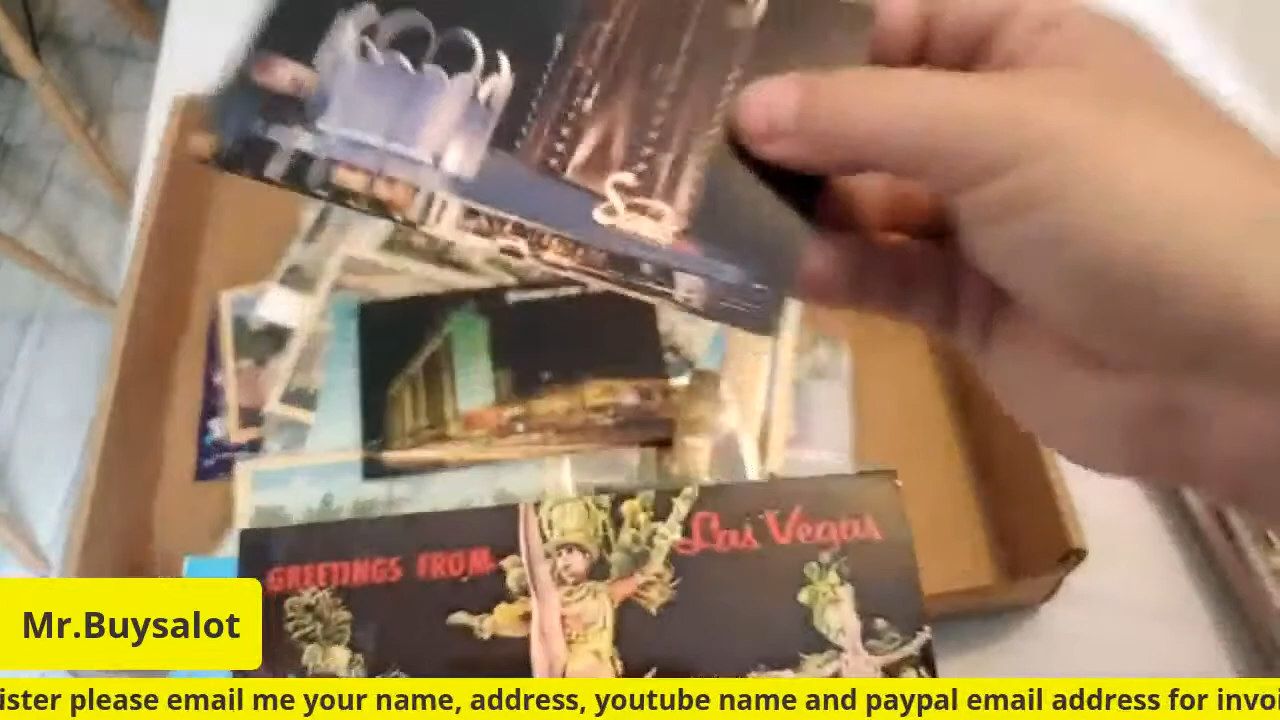 GREETINGS FROM
Las Vegas
Mr.Buysalot
ister please email me your name, address, youtube name and paypal email address for invoi